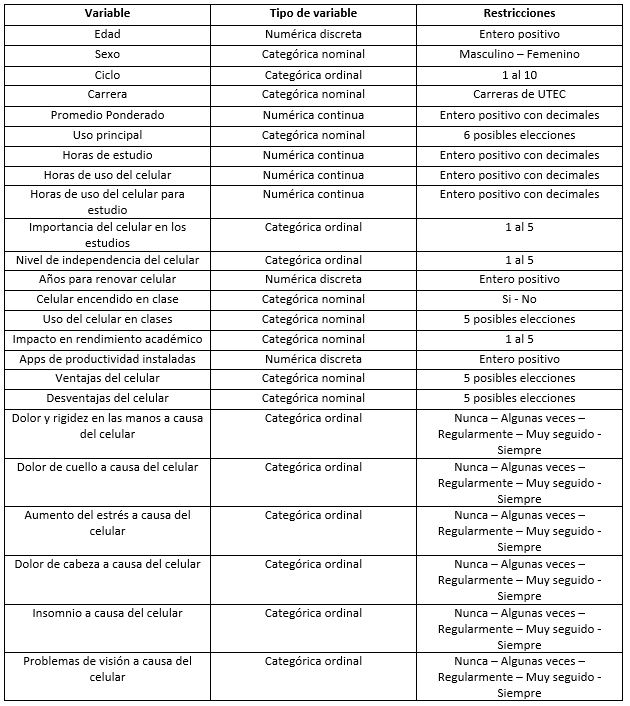 Variable Tipo de variable Restricciones
Edad Numérica discreta Entero positivo
Sexo Categórica nominal Masculino – Femenino
Ciclo Categórica ordinal 1 al 10
Carrera Categórica nominal Carreras de UTEC
Promedio Ponderado Numérica continua Entero positivo con decimales
Uso principal Categórica nominal 6 posibles elecciones
Horas de estudio Numérica continua Entero positivo con decimales
Horas de uso del celular Numérica continua Entero positivo con decimales
Horas de uso del celular para Numérica continua Entero positivo con decimales
estudio
Importancia del celular en los Categórica ordinal 1 al 5
estudios
Nivel de independencia del celular Categórica ordinal 1 al 5
Años para renovar celular Numérica discreta Entero positivo
Celular encendido en clase Categórica nominal Si - No
Uso del celular en clases Categórica nominal 5 posibles elecciones
Impacto en rendimiento académico Categórica nominal 1 al 5
Apps de productividad instaladas Numérica discreta Entero positivo
Ventajas del celular Categórica nominal 5 posibles elecciones
Desventajas del celular Categórica nominal 5 posibles elecciones
Dolor y rigidez en las manos a causa Categórica ordinal Nunca – Algunas veces –
del celular Regularmente – Muy seguido -
Siempre
Dolor de cuello a causa del celular Categórica ordinal Nunca – Algunas veces –
Regularmente – Muy seguido -
Siempre
Aumento del estrés a causa del Categórica ordinal Nunca – Algunas veces –
celular Regularmente – Muy seguido -
Siempre
Dolor de cabeza a causa del celular Categórica ordinal Nunca – Algunas veces –
Regularmente – Muy seguido -
Siempre
Insomnio a causa del celular Categórica ordinal Nunca – Algunas veces –
Regularmente – Muy seguido -
Siempre
Problemas de visión a causa del Categórica ordinal Nunca – Algunas veces –
celular Regularmente – Muy seguido -
Siempre